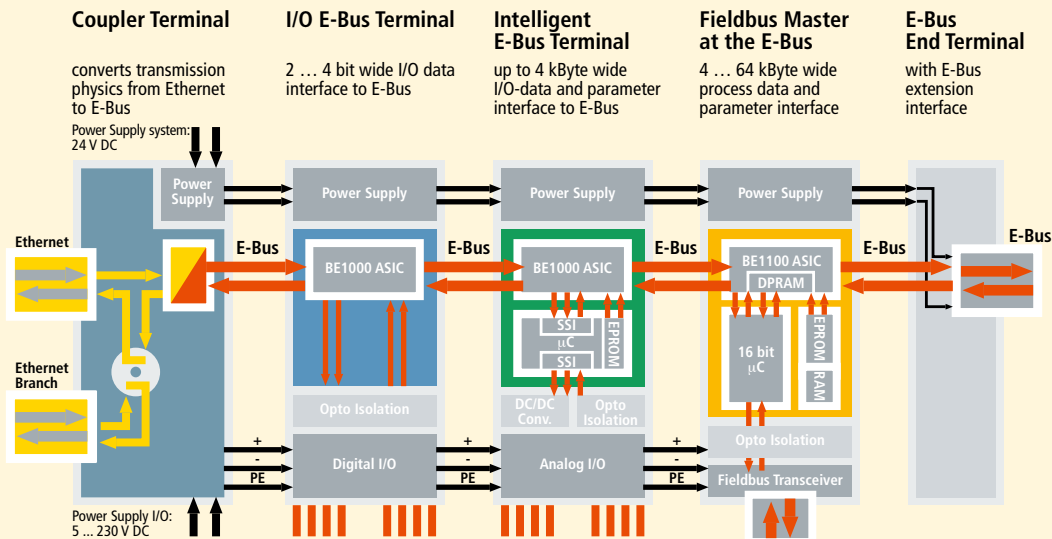 Coupler Terminal
converts transmission
physics from Ethernet
to E-Bus
Power Supply system:
24 V DC
I/O E-Bus Terminal
2 … 4 bit wide I/O data
interface to E-Bus
Intelligent
E-Bus Terminal
up to 4 kByte wide
I/O-data and parameter
interface to E-Bus
Fieldbus Master
at the E-Bus
4 … 64 kByte wide
process data and
parameter interface
E-Bus
End Terminal
with E-Bus
extension
interface
Power
Supply
Power Supply
Power Supply
Power Supply
Ethernet
E-Bus
E-Bus
E-Bus
E-Bus
E-Bus
BE1000 ASIC
BE1000 ASIC
BE1100 ASIC
DPRAM
SSI
µC
SSI
EPROM
16 bit
µC
EPROM
RAM
Ethernet
Branch
Opto Isolation
DC/DC
Conv.
Opto
Isolation
Opto Isolation
+
-
PE
Digital I/O
+
-
PE
Analog I/O
+
-
PE
Fieldbus Transceiver
Power Supply I/O:
5 ... 230 V DC